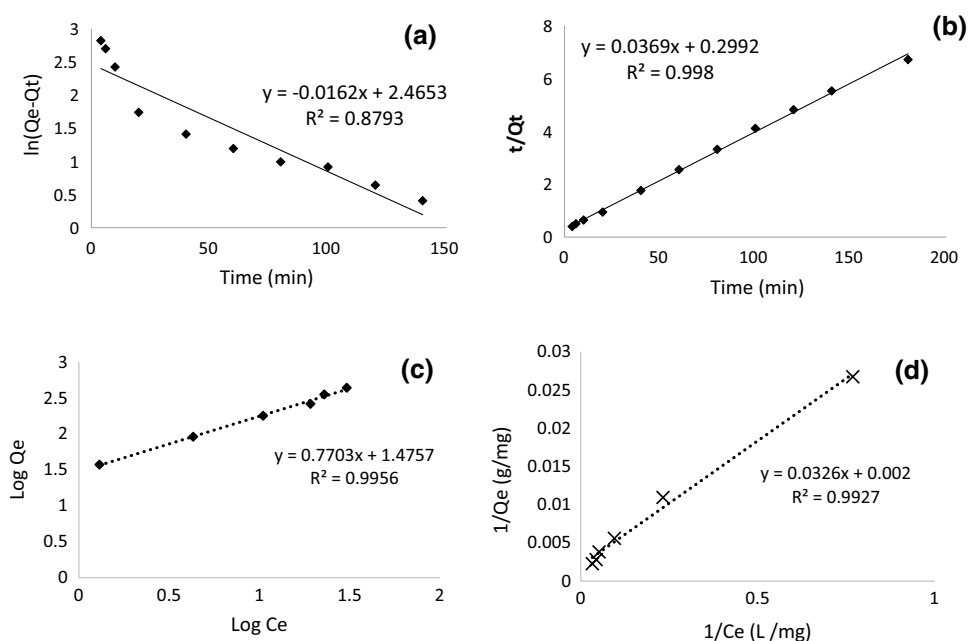 (a)
3
2.5
2
1.5
1
0.5
0
ln(Qe-Qt)
y = -0.0162x + 2.4653
R² = 0.8793
0 50 100 150
Time (min)
(b)
8
6
4
2
0
t/Qt
y = 0.0369x + 0.2992
R² = 0.998
0 50 100 150 200
Time (min)
(c)
3
2.5
2
1.5
1
0.5
0
Log Qe
y = 0.7703x + 1.4757
R² = 0.9956
0 0.5 1 1.5 2
Log Ce
(d)
0.03
0.025
0.02
0.015
0.01
0.005
0
1/Qe (g/mg)
y = 0.0326x + 0.002
R² = 0.9927
0 0.5 1
1/Ce (L /mg)